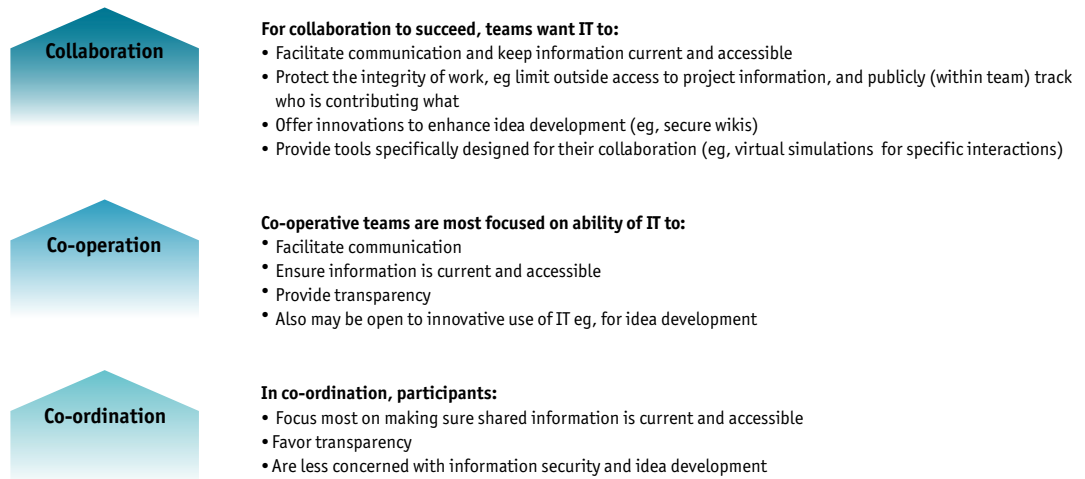 Collaboration
For collaboration to succeed, teams want IT to:
• Facilitate communication and keep information current and accessible
• Protect the integrity of work, eg limit outside access to project information, and publicly (within team) track
who is contributing what
• Offer innovations to enhance idea development (eg, secure wikis)
• Provide tools specifically designed for their collaboration (eg, virtual simulations for specific interactions)
Co-operation
Co-operative teams are most focused on ability of IT to:
• Facilitate communication
• Ensure information is current and accessible
• Provide transparency
• Also may be open to innovative use of IT eg, for idea development
Co-ordination
In co-ordination, participants:
• Focus most on making sure shared information is current and accessible
• Favor transparency
• Are less concerned with information security and idea development